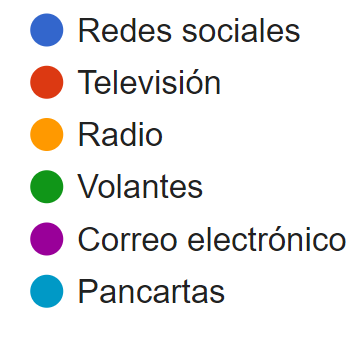 Redes sociales
Televisión
Radio
Volantes
Correo electrónico
Pancartas